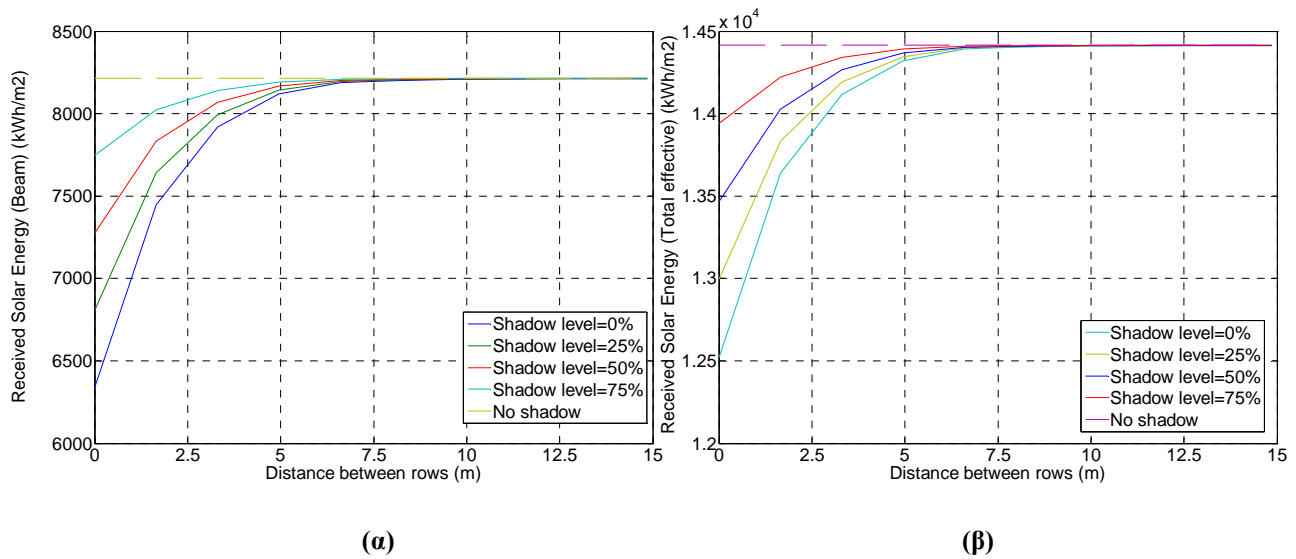 8500
8000
7500
7000
6500
6000
0
2.5
5
7.5
10
12.5
15
Received Solar Energy (Beam) (kWh/m2)
Distance between rows (m)
Shadow level=0%
Shadow level=25%
Shadow level=50%
Shadow level=75%
No shadow
(α)
x 10⁴
1.45
1.4
1.35
1.3
1.25
1.2
0
2.5
5
7.5
10
12.5
15
Received Solar Energy (Total effective) (kWh/m2)
Distance between rows (m)
Shadow level=0%
Shadow level=25%
Shadow level=50%
Shadow level=75%
No shadow
(β)